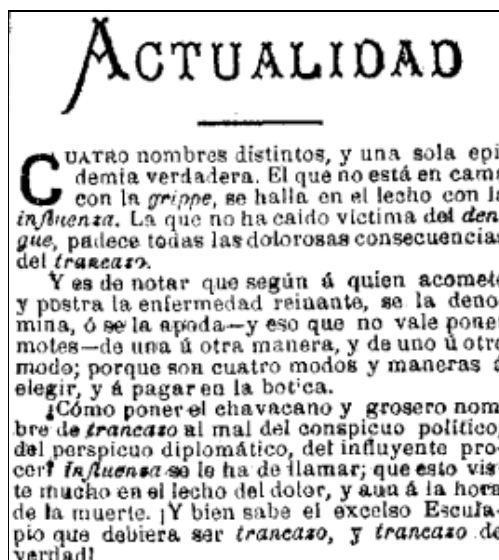 ACTUALIDAD
CUATRO nombres distintos, y una sola epi
demia verdadera. El que no está en cama
con la grippe, se halla en el lecho con la
influenza. La que no ha caido víctima del den
gue, padece todas las dolorosas consecuencias
del trancazo.
Y es de notar que según á quien acomete
y postra la enfermedad reinante, se la deno
mina, ó se la apoda—y eso que no vale poner
motes—de una ú otra manera, y de uno ú otro
modo; porque son cuatro modos y maneras á
elegir, y á pagar en la botica.
¿Cómo poner el chavacano y grosero nom
bre de trancazo al mal del conspicuo político,
del perspicuo diplomático, del influyente pro-
cer? Influenza se le ha de llamar; que esto vis
te mucho en el lecho del dolor, y aun á la hora
de la muerte. ¡Y bien sabe el excelso Escula-
pio que debiera ser trancazo, y trancazo de
verdad!